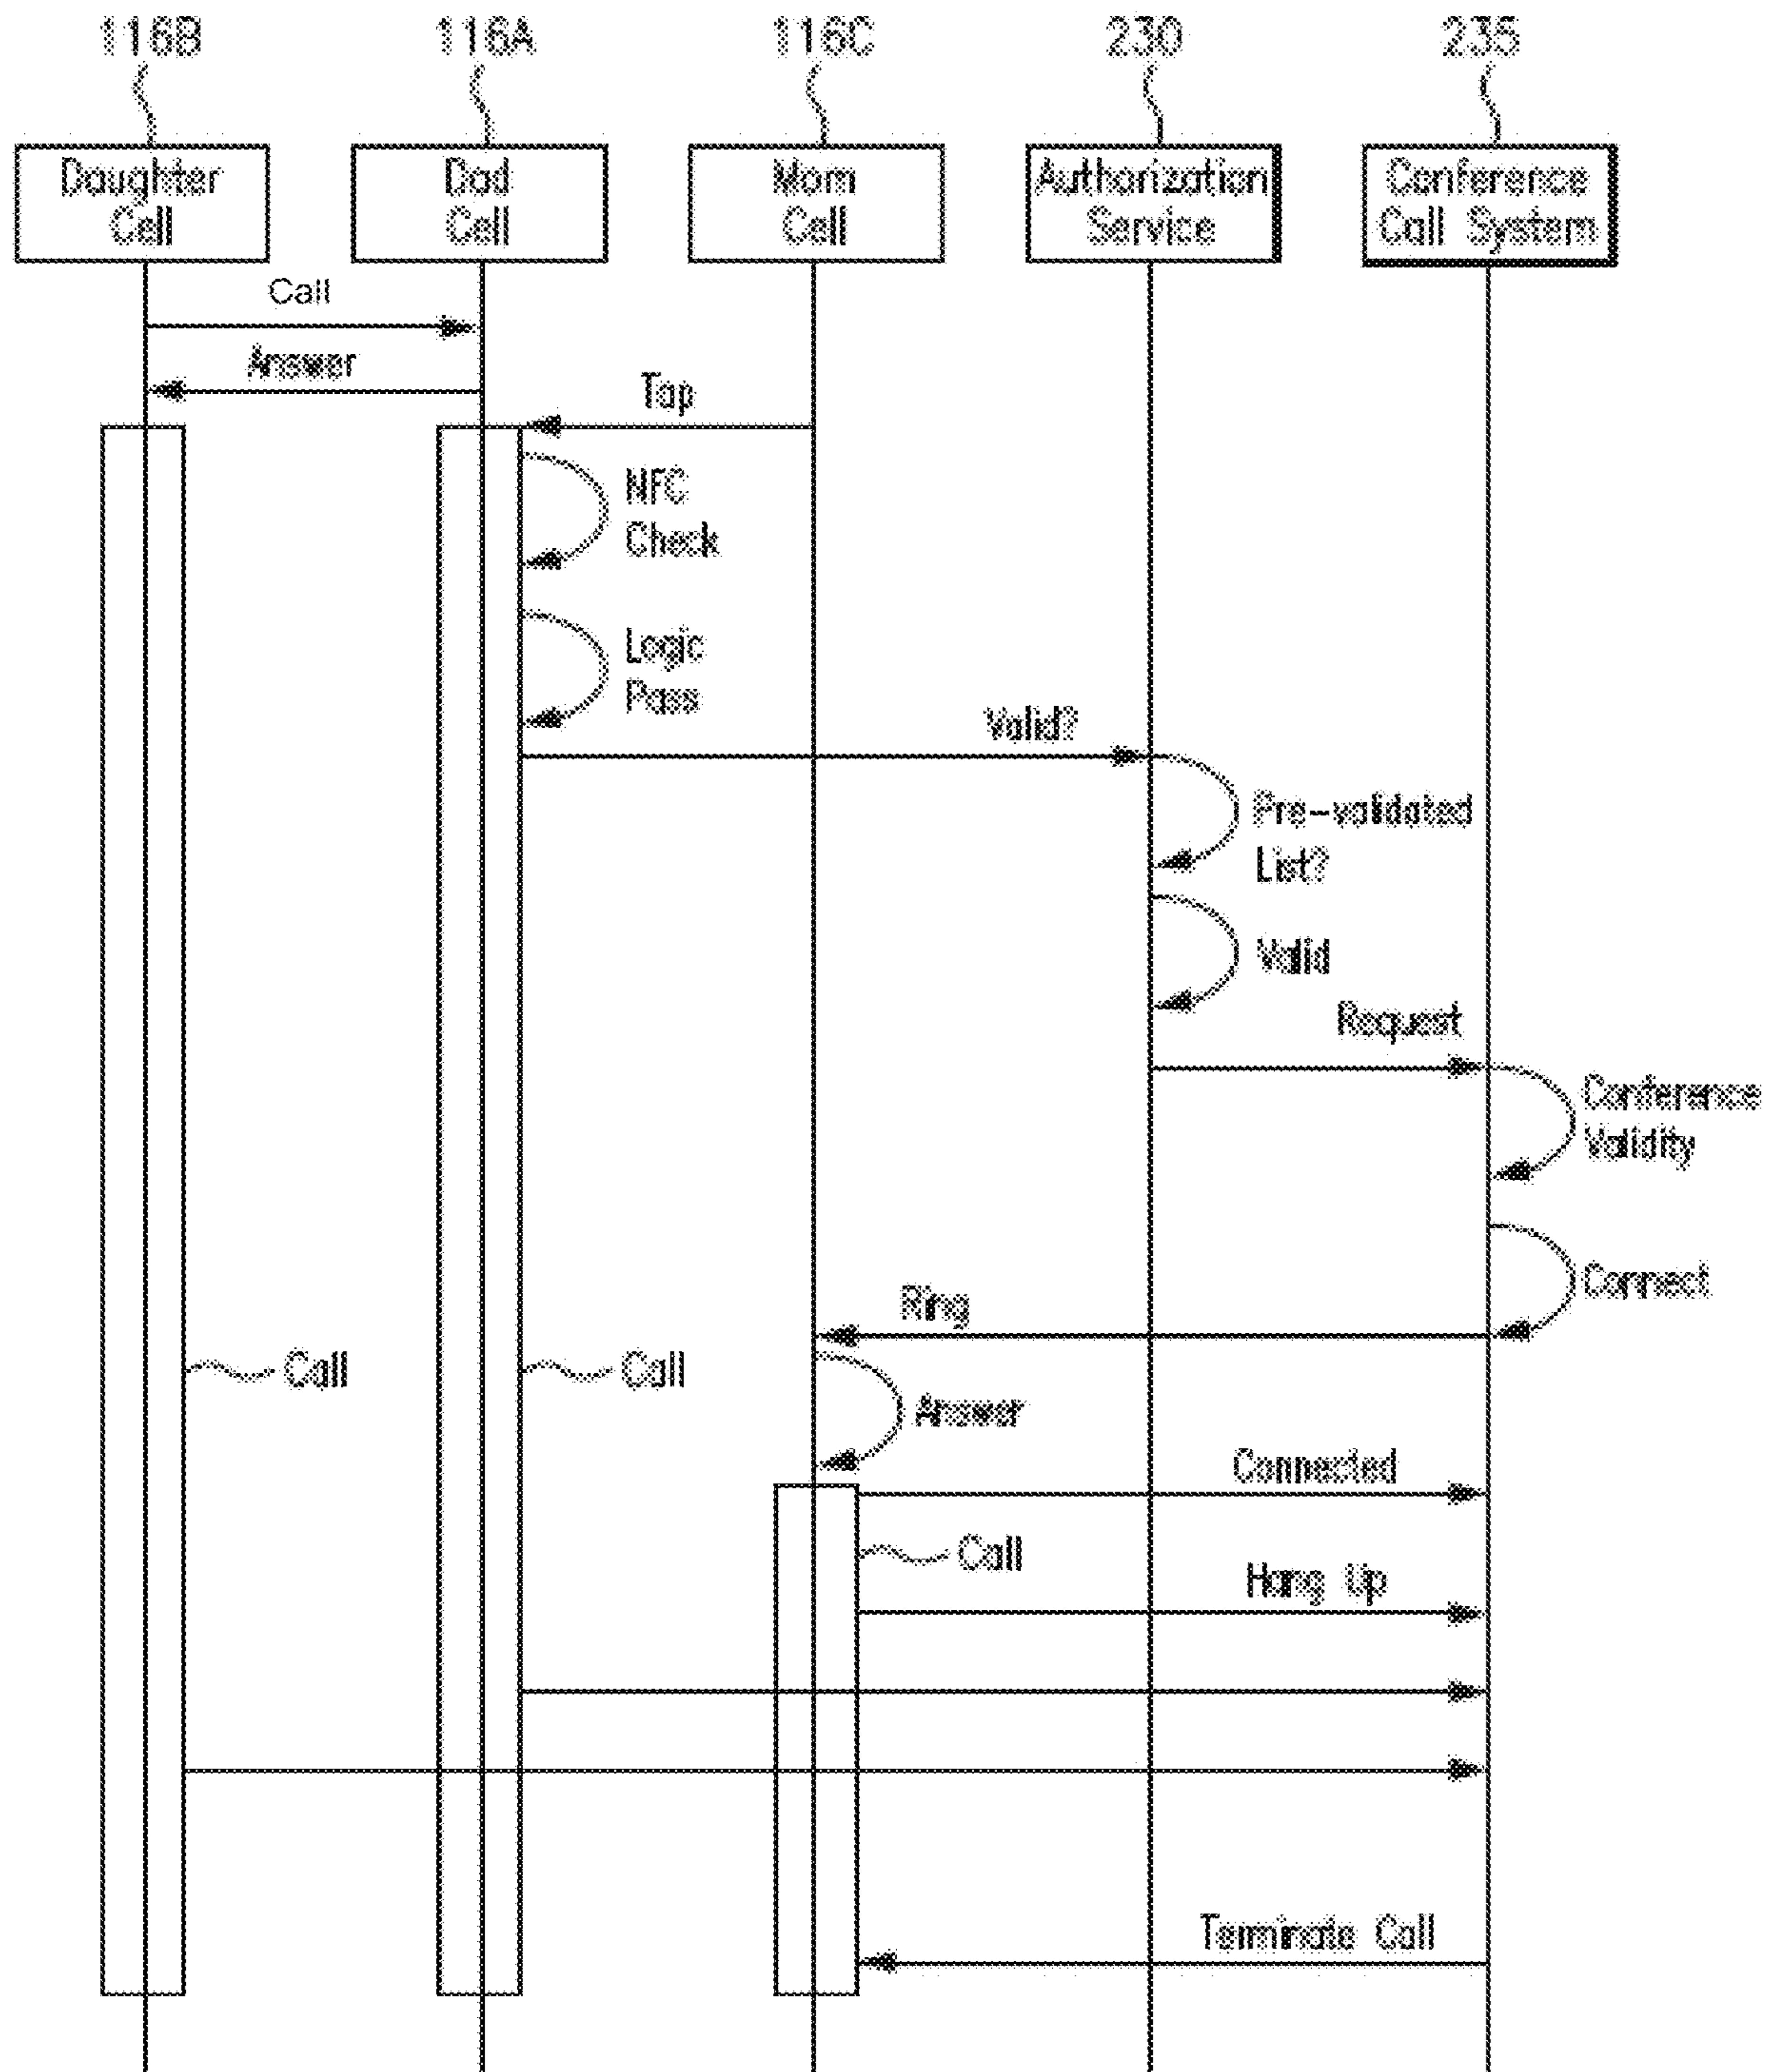 116B 116A 116C 230 235
Daughter Dad Mom Authorization Conference
Cell Cell Cell Service Call System
Call
Answer
Tap
NFC
Check
Logic
Pass
Valid?
Pre-validated
List?
Valid
Request
Conference
Validity
Connect
Ring
Call Call
Answer
Connected
Call
Hang Up
Terminate Call